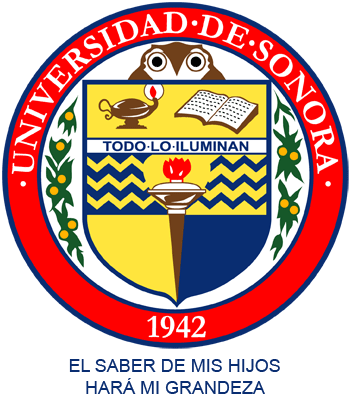 ·UNIVERSIDAD·DE·SONORA·
TODO·LO·ILUMINAN
1942
EL SABER DE MIS HIJOS
HARÁ MI GRANDEZA